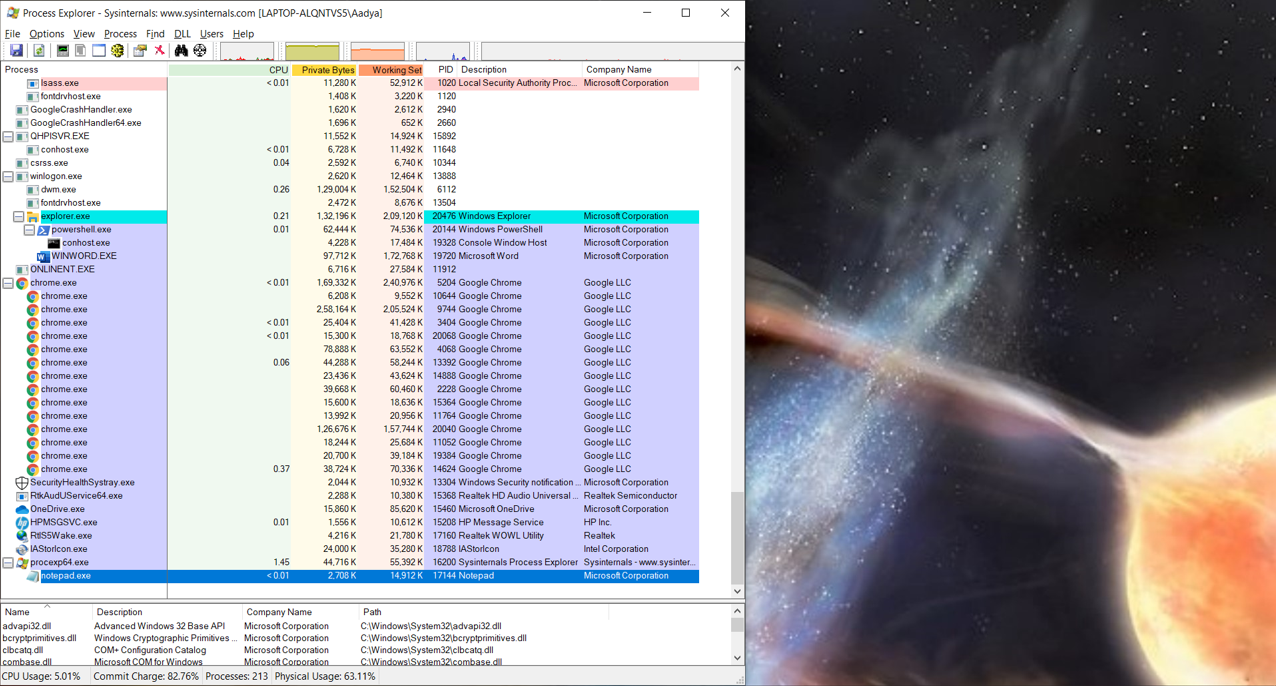 Process Explorer - Sysinternals: www.sysinternals.com [LAPTOP-ALQNTVS5\Aadya]
File Options View Process Find DLL Users Help
Process CPU Private Bytes Working Set PID Description Company Name
lsass.exe < 0.01 11,280 K 52,912 K 1020 Local Security Authority Proc... Microsoft Corporation
fontdrvhost.exe 1,408 K 3,220 K 1120
GoogleCrashHandler.exe 1,620 K 2,612 K 2940
GoogleCrashHandler64.exe 1,696 K 652 K 2660
QHPISVR.EXE 11,552 K 14,924 K 15892
conhost.exe < 0.01 6,728 K 11,492 K 11648
csrss.exe 0.04 2,592 K 6,740 K 10344
winlogon.exe 2,620 K 12,464 K 13888
dwm.exe 0.26 1,29,004 K 1,52,504 K 6112
fontdrvhost.exe 2,472 K 8,676 K 13504
explorer.exe 0.21 1,32,196 K 2,09,120 K 20476 Windows Explorer Microsoft Corporation
powershell.exe 0.01 62,444 K 74,536 K 20144 Windows PowerShell Microsoft Corporation
conhost.exe 4,228 K 17,484 K 19328 Console Window Host Microsoft Corporation
WINWORD.EXE 97,712 K 1,72,768 K 19720 Microsoft Word Microsoft Corporation
ONLINENT.EXE 6,716 K 27,584 K 11912
chrome.exe < 0.01 1,69,332 K 2,40,976 K 5204 Google Chrome Google LLC
chrome.exe 6,208 K 9,552 K 10644 Google Chrome Google LLC
chrome.exe 2,58,164 K 2,05,524 K 9744 Google Chrome Google LLC
chrome.exe < 0.01 25,404 K 41,428 K 3404 Google Chrome Google LLC
chrome.exe < 0.01 15,300 K 18,768 K 20068 Google Chrome Google LLC
chrome.exe 78,888 K 63,552 K 4068 Google Chrome Google LLC
chrome.exe 0.06 44,288 K 58,244 K 13392 Google Chrome Google LLC
chrome.exe 23,436 K 43,624 K 14888 Google Chrome Google LLC
chrome.exe 39,668 K 60,460 K 2228 Google Chrome Google LLC
chrome.exe 15,600 K 18,636 K 15364 Google Chrome Google LLC
chrome.exe 13,992 K 20,956 K 11764 Google Chrome Google LLC
chrome.exe 1,26,676 K 1,57,744 K 20040 Google Chrome Google LLC
chrome.exe 18,244 K 25,684 K 11052 Google Chrome Google LLC
chrome.exe 20,700 K 39,184 K 19384 Google Chrome Google LLC
chrome.exe 0.37 38,724 K 70,336 K 14624 Google Chrome Google LLC
SecurityHealthSystray.exe 2,044 K 10,932 K 13304 Windows Security notification ... Microsoft Corporation
RtkAudUService64.exe 2,288 K 10,380 K 15368 Realtek HD Audio Universal ... Realtek Semiconductor
OneDrive.exe 15,860 K 85,620 K 15460 Microsoft OneDrive Microsoft Corporation
HPMSGSVC.exe 0.01 1,556 K 10,612 K 15208 HP Message Service HP Inc.
RtlS5Wake.exe 4,216 K 21,780 K 17160 Realtek WOWL Utility Realtek
IAStorIcon.exe 24,000 K 35,280 K 18788 IAStorIcon Intel Corporation
procexp64.exe 1.45 44,716 K 55,392 K 16200 Sysinternals Process Explorer Sysinternals - www.sysinter...
notepad.exe < 0.01 2,708 K 14,912 K 17144 Notepad Microsoft Corporation
Name Description Company Name Path
advapi32.dll Advanced Windows 32 Base API Microsoft Corporation C:\Windows\System32\advapi32.dll
bcryptprimitives.dll Windows Cryptographic Primitives ... Microsoft Corporation C:\Windows\System32\bcryptprimitives.dll
clbcatq.dll COM+ Configuration Catalog Microsoft Corporation C:\Windows\System32\clbcatq.dll
combase.dll Microsoft COM for Windows Microsoft Corporation C:\Windows\System32\combase.dll
CPU Usage: 5.01% Commit Charge: 82.76% Processes: 213 Physical Usage: 63.11%